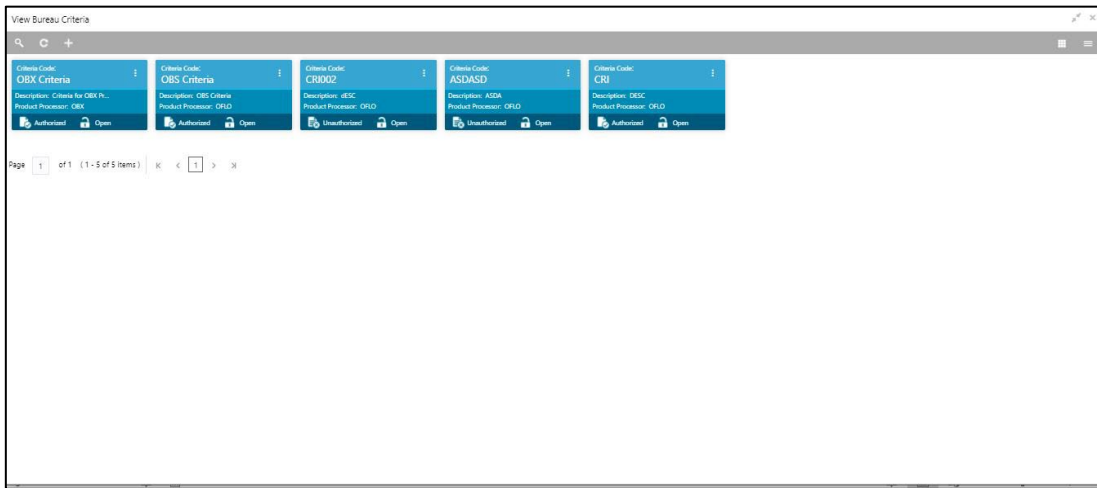 View Bureau Criteria
Criteria Code:
OBX Criteria
Description: Criteria for OBX Pr...
Product Processor: OBX
Authorized Open
Criteria Code:
OBS Criteria
Description: OBS Criteria
Product Processor: OFLO
Authorized Open
Criteria Code:
CRI002
Description: dESC
Product Processor: OFLO
Unauthorized Open
Criteria Code:
ASDASD
Description: ASDA
Product Processor: OFLO
Unauthorized Open
Criteria Code:
CRI
Description: DESC
Product Processor: OFLO
Authorized Open
Page 1 of 1 (1 - 5 of 5 items) 1